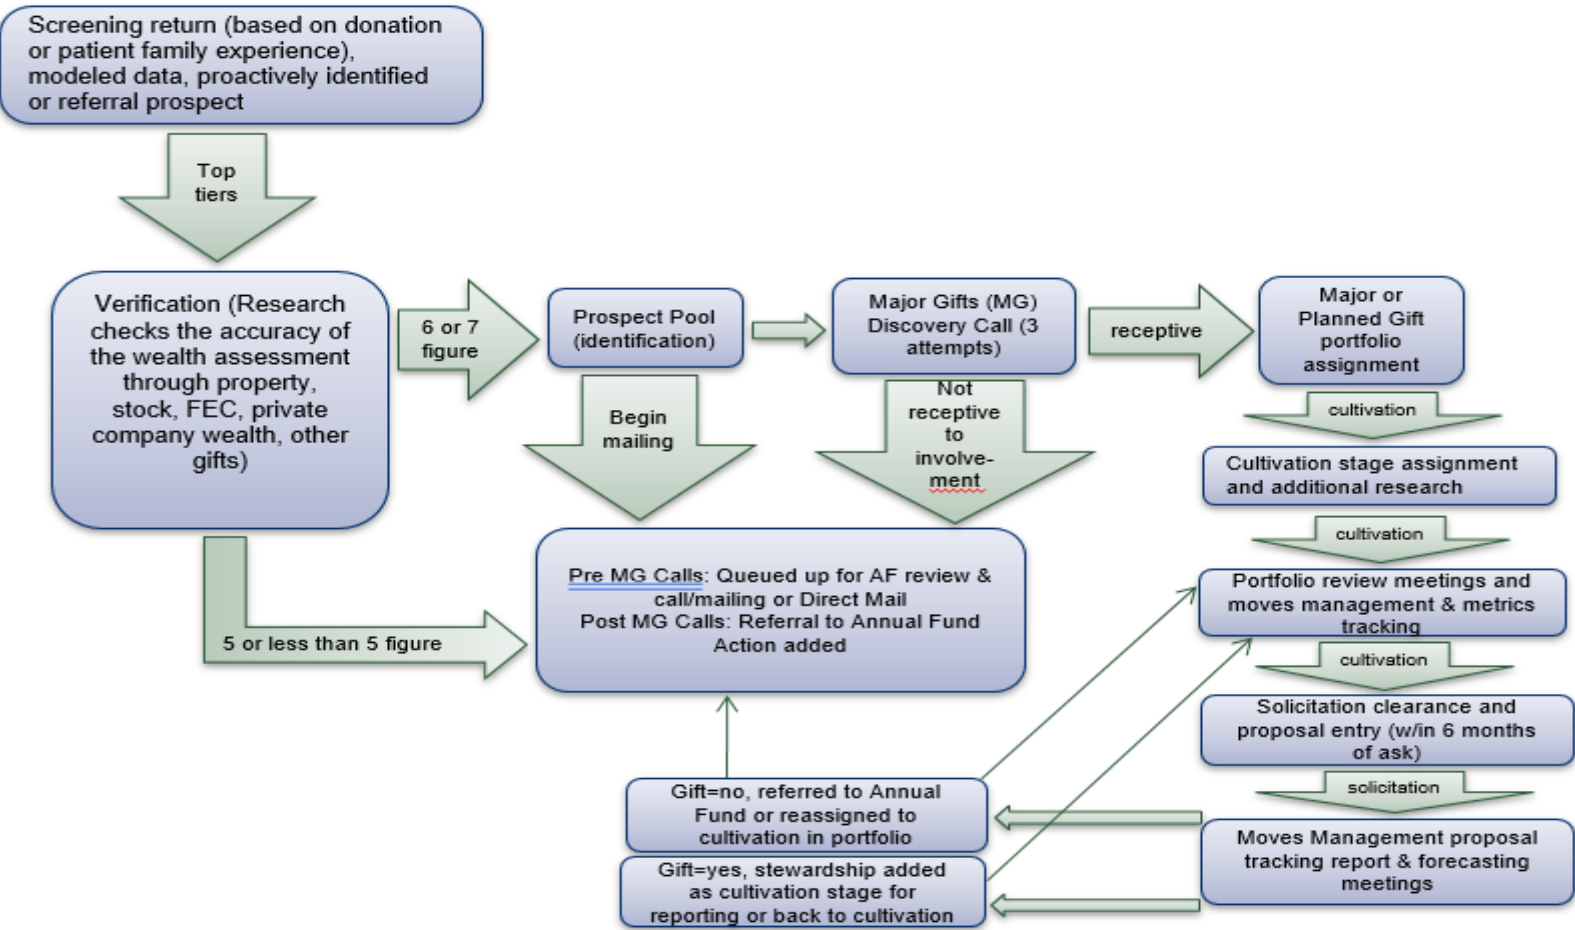 Screening return (based on donation
or patient family experience),
modeled data, proactively identified
or referral prospect
Top
tiers
Verification (Research
checks the accuracy of
the wealth assessment
through property,
stock, FEC, private
company wealth, other
gifts)
6 or 7
figure
Prospect Pool
(identification)
Major Gifts (MG)
Discovery Call (3
attempts)
receptive
Major or
Planned Gift
portfolio
assignment
Begin
mailing
Not
receptive
to
involve-
ment
cultivation
Cultivation stage assignment
and additional research
cultivation
5 or less than 5 figure
Pre MG Calls: Queued up for AF review &
call/mailing or Direct Mail
Post MG Calls: Referral to Annual Fund
Action added
Portfolio review meetings and
moves management & metrics
tracking
cultivation
Solicitation clearance and
proposal entry (w/in 6 months
of ask)
solicitation
Gift=no, referred to Annual
Fund or reassigned to
cultivation in portfolio
Moves Management proposal
tracking report & forecasting
meetings
Gift=yes, stewardship added
as cultivation stage for
reporting or back to cultivation